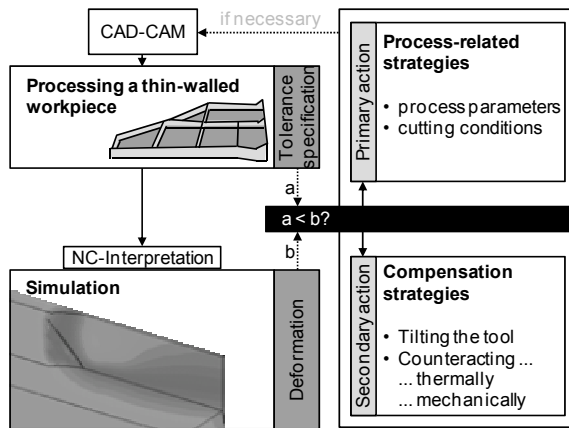 CAD-CAM
if necessary
Processing a thin-walled
workpiece
Tolerance
specification
a
a < b?
b
NC-Interpretation
Simulation
Deformation
Primary action
Process-related
strategies
• process parameters
• cutting conditions
Secondary action
Compensation
strategies
• Tilting the tool
• Counteracting ...
... thermally
... mechanically